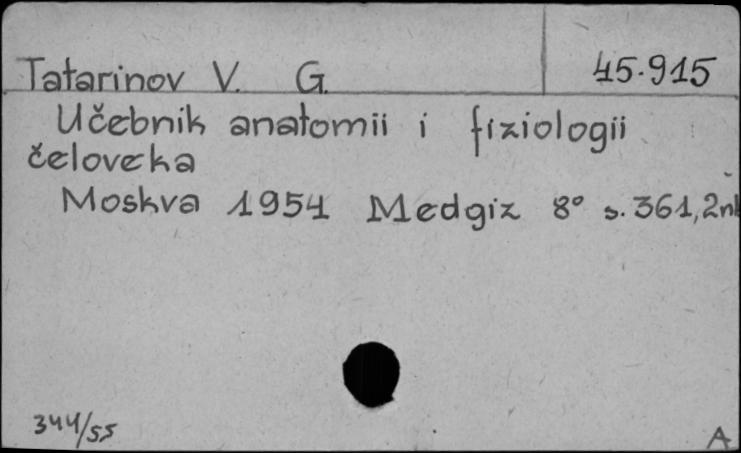 Tatarinov V. G. 45.915
Učebnik anatomii i fiziologii
čeloveka
Moskva 1954 Medgiz 8° s. 361,2nl
344/55
A